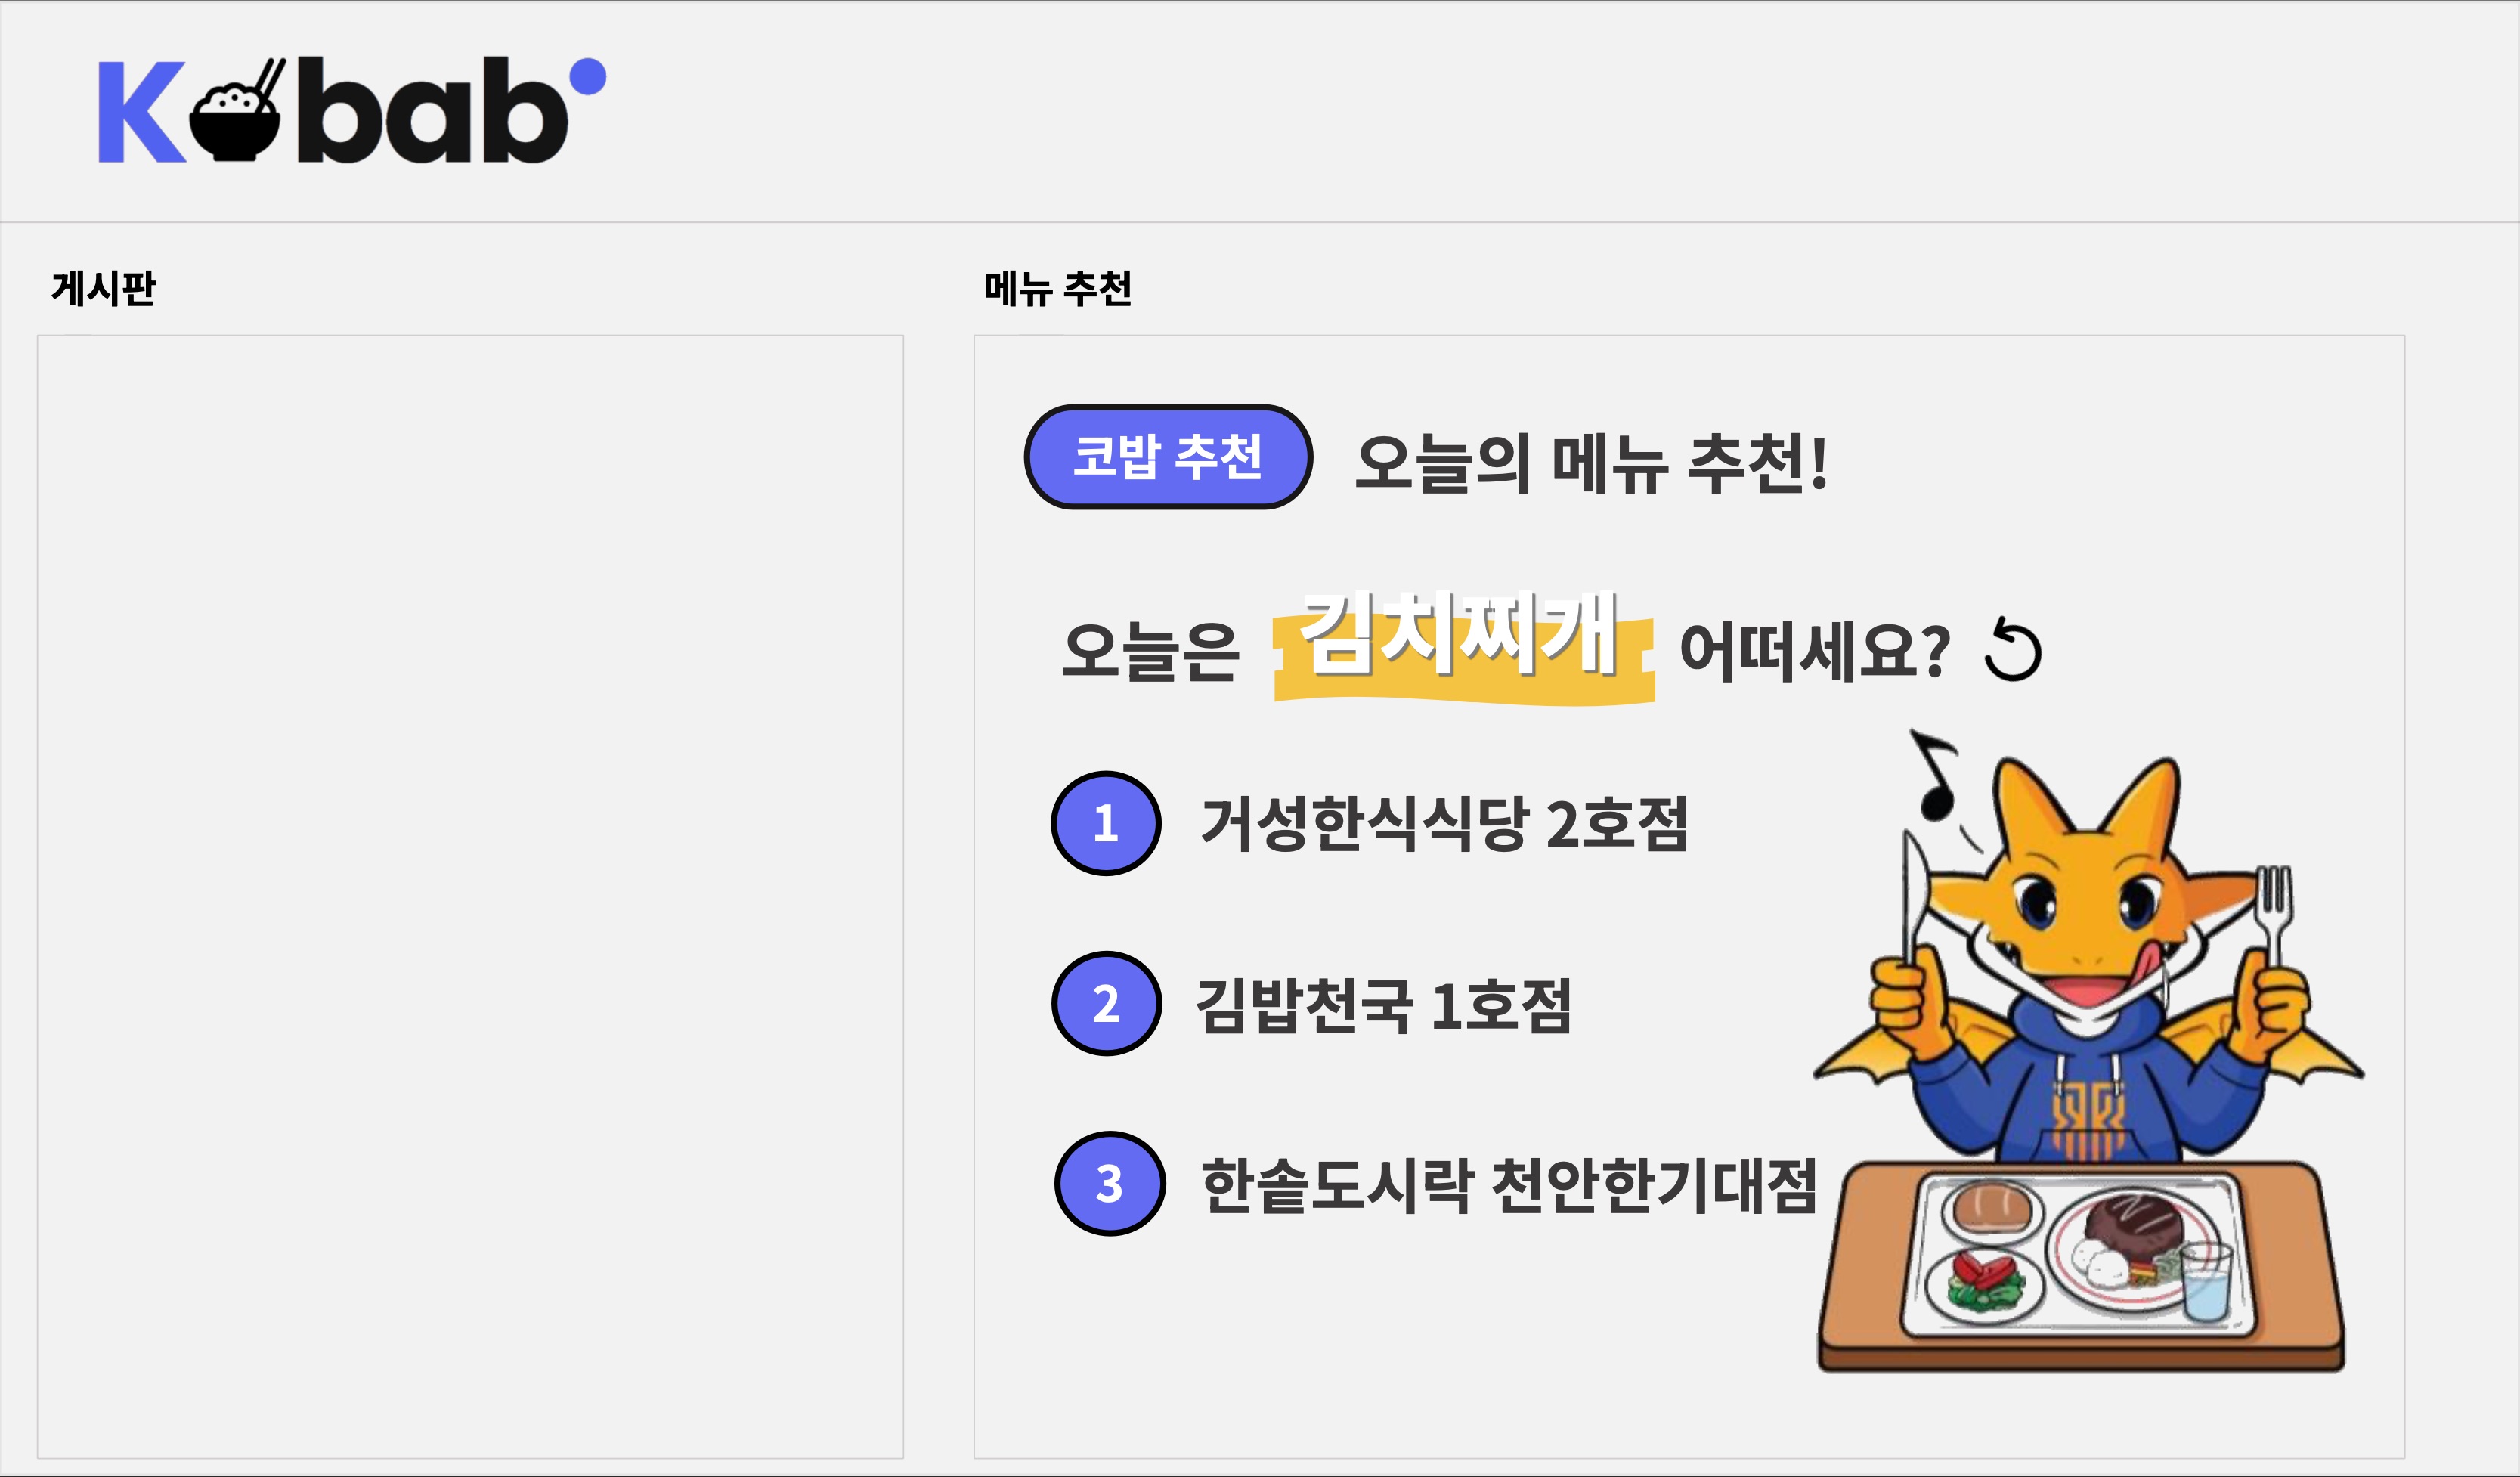 Kobab
게시판
메뉴 추천
코밥 추천 오늘의 메뉴 추천!
오늘은 김치찌개 어떠세요?
1 거성한식식당 2호점
2 김밥천국 1호점
3 한솥도시락 천안한기대점